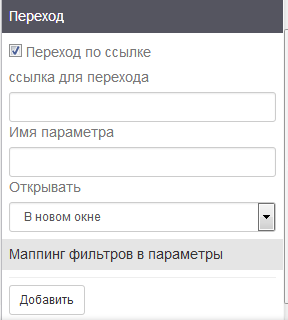 Переход
Переход по ссылке
ссылка для перехода
Имя параметра
Открывать
В новом окне
Маппинг фильтров в параметры
Добавить